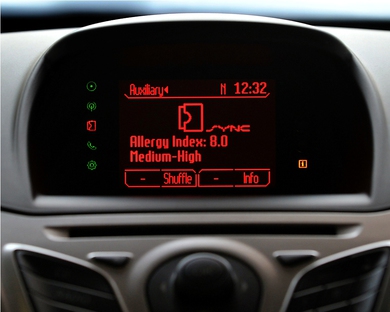 Auxiliary N 12:32
SYNC
Allergy Index: 8.0
Medium-High
- Shuffle - Info